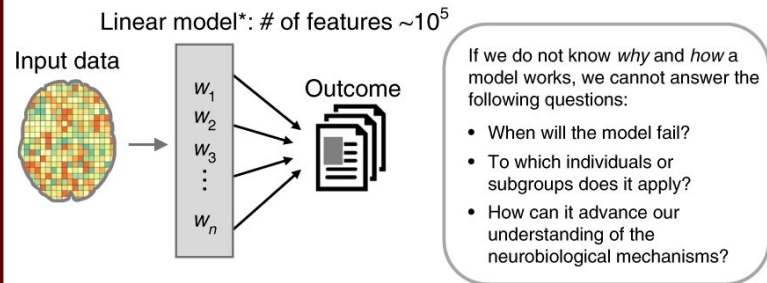 Linear model*: # of features ~10⁵
Input data
w₁
w₂
w₃
⋮
wₙ
Outcome
If we do not know why and how a
model works, we cannot answer the
following questions:
• When will the model fail?
• To which individuals or
subgroups does it apply?
• How can it advance our
understanding of the
neurobiological mechanisms?